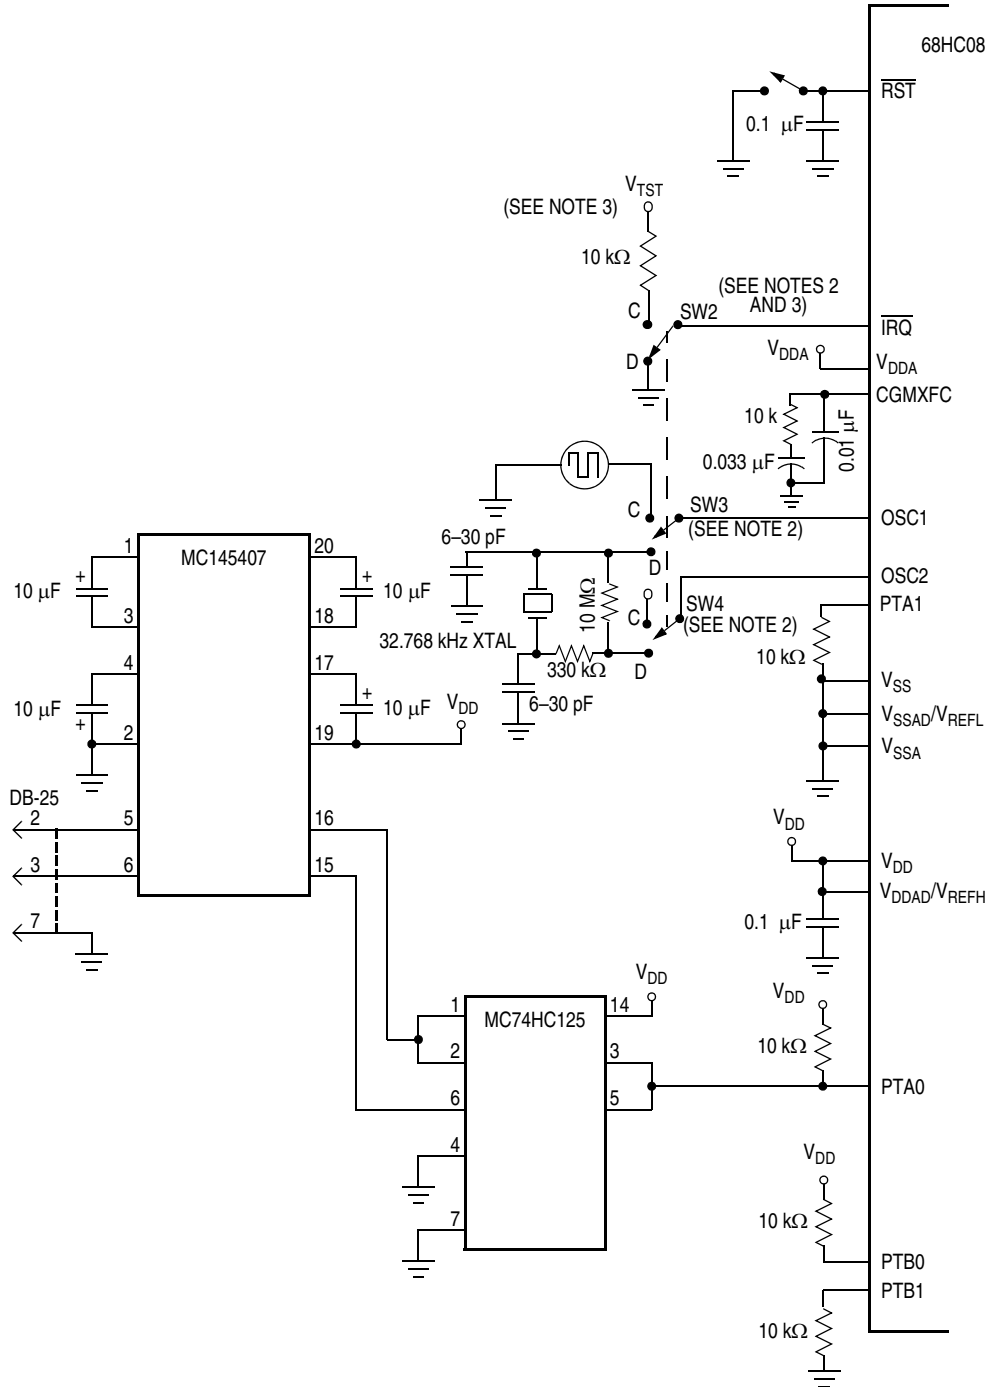 68HC08
RST
0.1 µF
VTST
(SEE NOTE 3)
10 kΩ
C
SW2
(SEE NOTES 2
AND 3)
IRQ
D
VDDA
VDDA
CGMXFC
10 k
0.01 µF
0.033 µF
C
SW3
(SEE NOTE 2)
OSC1
6–30 pF
D
OSC2
10 MΩ
SW4
C
(SEE NOTE 2)
PTA1
32.768 kHz XTAL
330 kΩ
D
10 kΩ
6–30 pF
VSS
VSSAD/VREFL
VSSA
MC145407
1
20
10 µF
+
+
10 µF
3
18
4
17
10 µF
+
+
10 µF
VDD
2
19
DB-25
2
5
16
3
6
15
7
VDD
VDD
VDDAD/VREFH
0.1 µF
MC74HC125
1
14
VDD
2
3
6
5
4
7
VDD
10 kΩ
PTA0
VDD
10 kΩ
PTB0
PTB1
10 kΩ